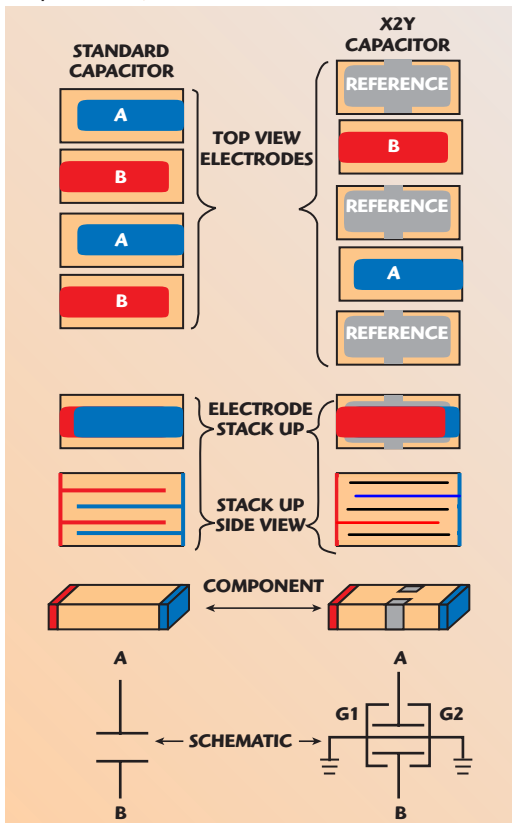 STANDARD
CAPACITOR
X2Y
CAPACITOR
A
B
A
B
TOP VIEW
ELECTRODES
REFERENCE
B
REFERENCE
A
REFERENCE
ELECTRODE
STACK UP
STACK UP
SIDE VIEW
COMPONENT
A
B
SCHEMATIC
A
G1
G2
B